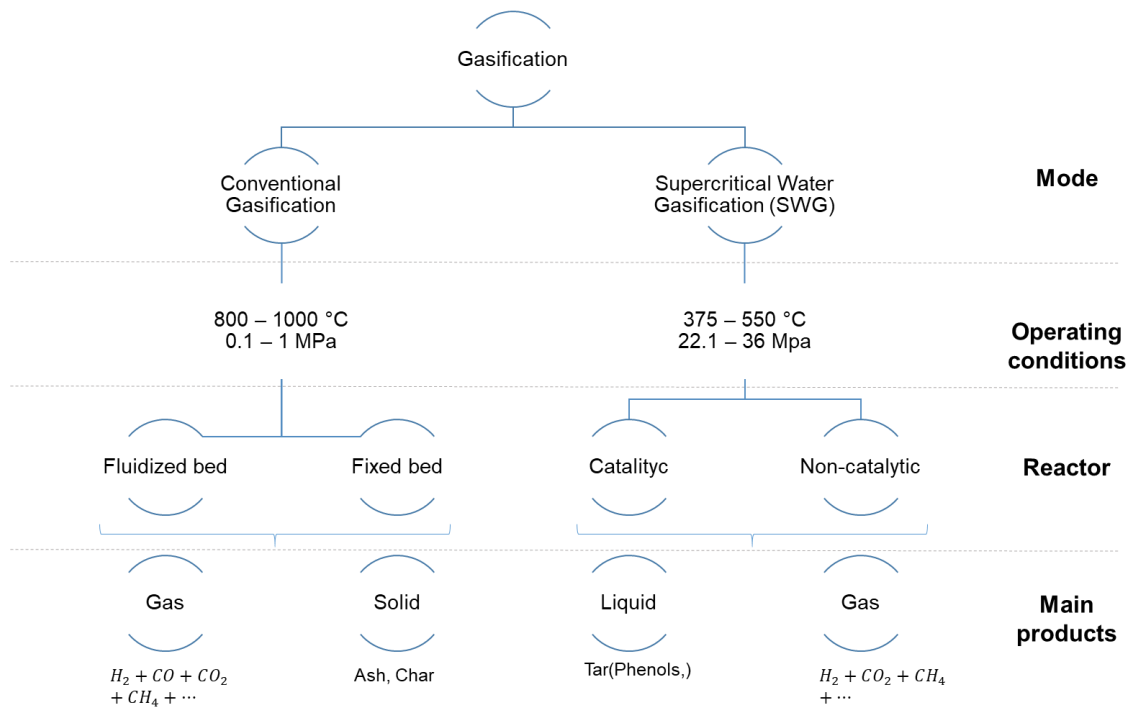 Gasification
Conventional
Gasification
Supercritical Water
Gasification (SWG)
Mode
800 – 1000 °C
0.1 – 1 MPa
375 – 550 °C
22.1 – 36 Mpa
Operating
conditions
Fluidized bed
Fixed bed
Catalityc
Non-catalytic
Reactor
Gas
Solid
Liquid
Gas
Main
products
H₂ + CO + CO₂
+ CH₄ + ⋯
Ash, Char
Tar(Phenols,)
H₂ + CO₂ + CH₄
+ ⋯